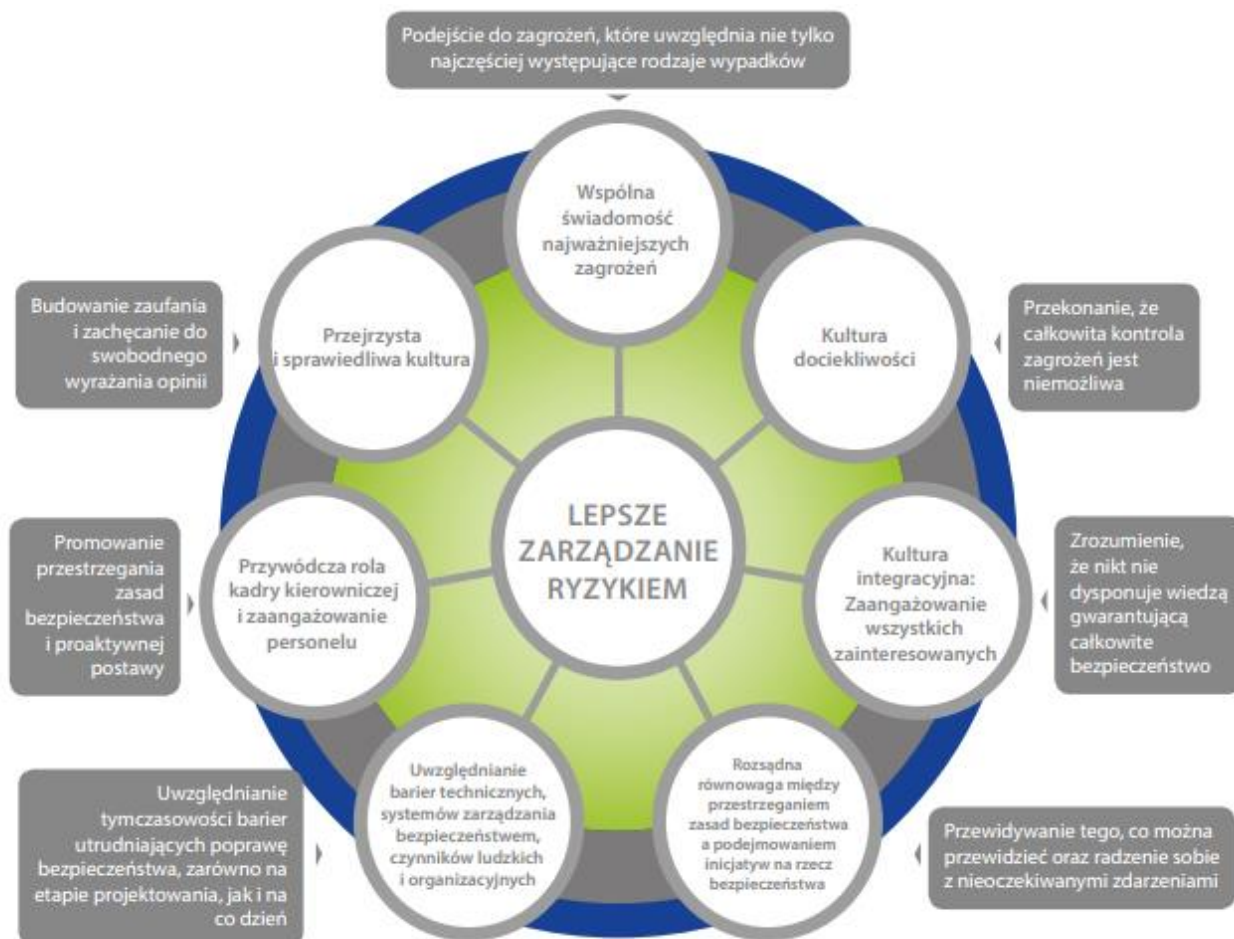 Podejście do zagrożeń, które uwzględnia nie tylko
najczęściej występujące rodzaje wypadków
Wspólna
świadomość
najważniejszych
zagrożeń
Budowanie zaufania
i zachęcanie do
swobodnego
wyrażania opinii
Przejrzysta
i sprawiedliwa kultura
Kultura
dociekliwości
Przekonanie, że
całkowita kontrola
zagrożeń jest
niemożliwa
LEPSZE
ZARZĄDZANIE
RYZYKIEM
Promowanie
przestrzegania
zasad
bezpieczeństwa
i proaktywnej
postawy
Przywódcza rola
kadry kierowniczej
i zaangażowanie
personelu
Kultura
integracyjna:
Zaangażowanie
wszystkich
zainteresowanych
Zrozumienie,
że nikt nie
dysponuje wiedzą
gwarantującą
całkowite
bezpieczeństwo
Uwzględnianie
tymczasowości barier
utrudniających poprawę
bezpieczeństwa, zarówno na
etapie projektowania, jak i na
co dzień
Uwzględnianie
barier technicznych,
systemów zarządzania
bezpieczeństwem,
czynników ludzkich
i organizacyjnych
Rozsądna
równowaga między
przestrzeganiem
zasad bezpieczeństwa
a podejmowaniem
inicjatyw na rzecz
bezpieczeństwa
Przewidywanie tego, co można
przewidzieć oraz radzenie sobie
z nieoczekiwanymi zdarzeniami